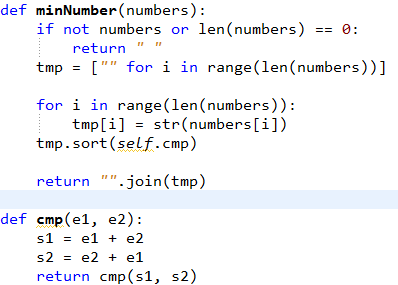 def minNumber(numbers):
    if not numbers or len(numbers) == 0:
        return " "
    tmp = ["" for i in range(len(numbers))]
    for i in range(len(numbers)):
        tmp[i] = str(numbers[i])
    tmp.sort(self.cmp)
    return "".join(tmp)
def cmp(e1, e2):
    s1 = e1 + e2
    s2 = e2 + e1
    return cmp(s1, s2)